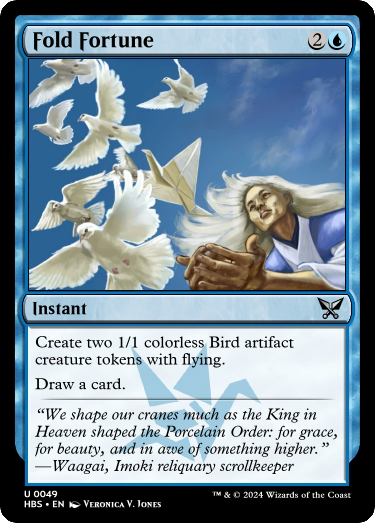 Fold Fortune
2
Instant
Create two 1/1 colorless Bird artifact
creature tokens with flying.
Draw a card.
“We shape our cranes much as the King in
Heaven shaped the Porcelain Order: for grace,
for beauty, and in awe of something higher.”
—Waagai, Imoki reliquary scrollkeeper
U 0049
HBS • EN Veronica V. Jones
™ & © 2024 Wizards of the Coast